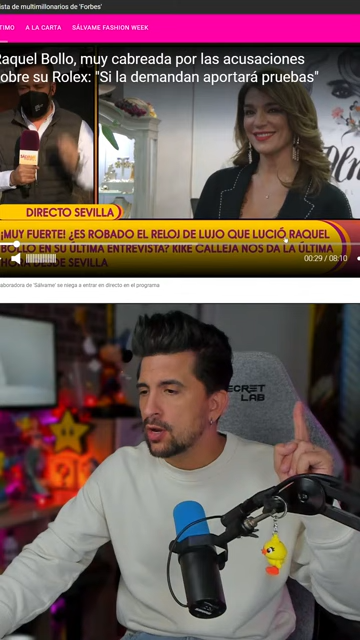 ista de multimillonarios de 'Forbes'
TIMO A LA CARTA SÁLVAME FASHION WEEK
Raquel Bollo, muy cabreada por las acusaciones
sobre su Rolex: "Si la demandan aportará pruebas"
DIRECTO SEVILLA
¡MUY FUERTE! ¿ES ROBADO EL RELOJ DE LUJO QUE LUCIÓ RAQUEL
BOLLO EN SU ÚLTIMA ENTREVISTA? KIKE CALLEJA NOS DA LA ÚLTIMA
HORA DESDE SEVILLA
00:29 / 08:10
aboradora de 'Sálvame' se niega a entrar en directo en el programa
SECRET
LAB